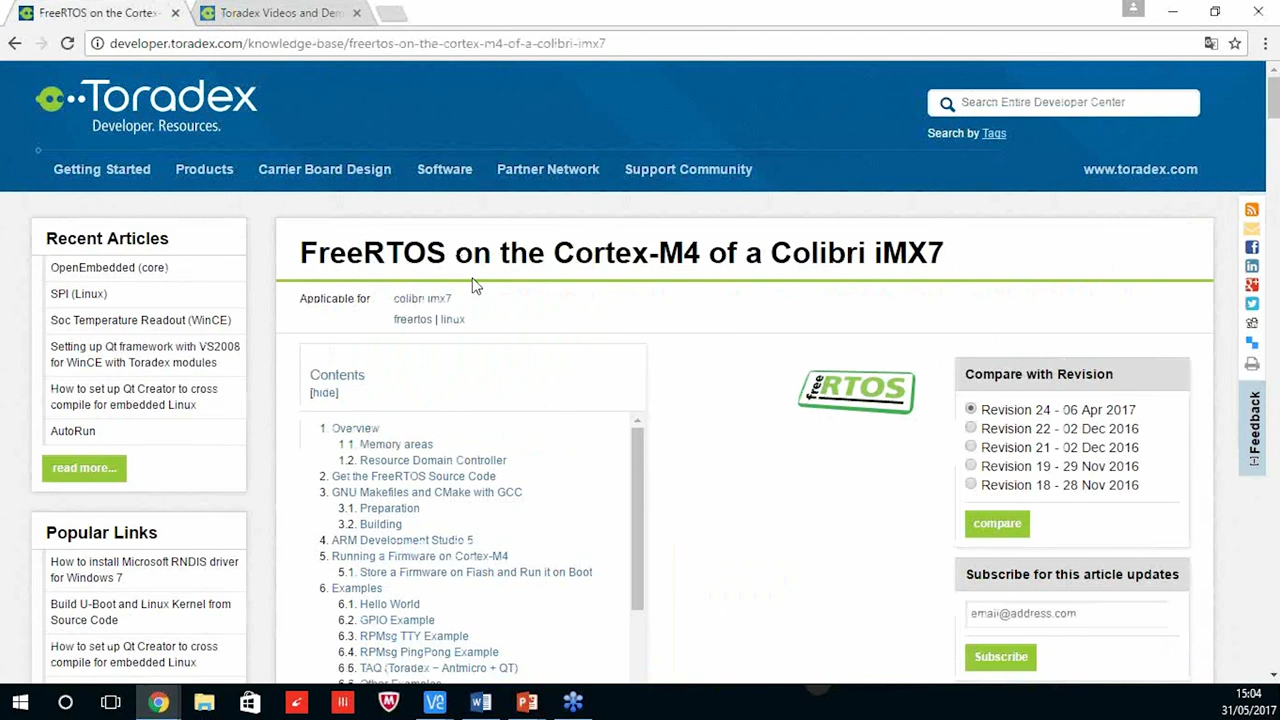 FreeRTOS on the Cortex-
Toradex Videos and Dem
developer.toradex.com/knowledge-base/freertos-on-the-cortex-m4-of-a-colibri-imx7
Toradex
Developer. Resources.
Search Entire Developer Center
Search by Tags
Getting Started
Products
Carrier Board Design
Software
Partner Network
Support Community
www.toradex.com
Recent Articles
OpenEmbedded (core)
SPI (Linux)
Soc Temperature Readout (WinCE)
Setting up Qt framework with VS2008
for WinCE with Toradex modules
How to set up Qt Creator to cross
compile for embedded Linux
AutoRun
read more...
Popular Links
How to install Microsoft RNDIS driver
for Windows 7
Build U-Boot and Linux Kernel from
Source Code
How to set up Qt Creator to cross
compile for embedded Linux
FreeRTOS on the Cortex-M4 of a Colibri iMX7
Applicable for
colibri imx7
freertos | linux
Contents
[hide]
1. Overview
1.1. Memory areas
1.2. Resource Domain Controller
2. Get the FreeRTOS Source Code
3. GNU Makefiles and CMake with GCC
3.1. Preparation
3.2. Building
4. ARM Development Studio 5
5. Running a Firmware on Cortex-M4
5.1. Store a Firmware on Flash and Run it on Boot
6. Examples
6.1. Hello World
6.2. GPIO Example
6.3. RPMsg TTY Example
6.4. RPMsg PingPong Example
6.5. TAQ (Toradex – Antmicro + QT)
6.6. Other Examples
free RTOS
Compare with Revision
Revision 24 - 06 Apr 2017
Revision 22 - 02 Dec 2016
Revision 21 - 02 Dec 2016
Revision 19 - 29 Nov 2016
Revision 18 - 28 Nov 2016
compare
Subscribe for this article updates
email@address.com
Subscribe
[-] Feedback
15:04
31/05/2017